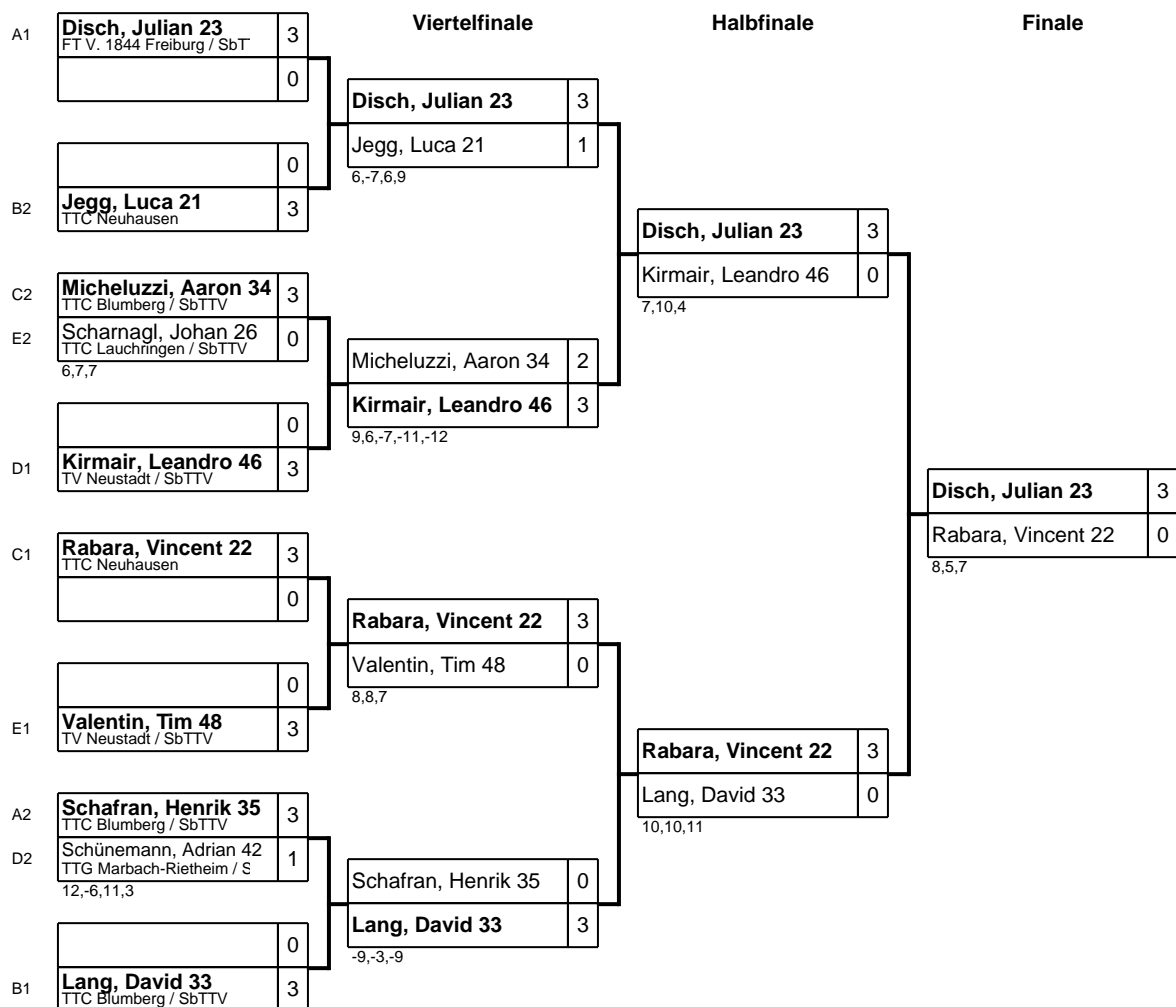 Viertelfinale Halbfinale Finale
A1 Disch, Julian 23 3
FT V. 1844 Freiburg / SbT
0
Disch, Julian 23 3
Jegg, Luca 21 1
6,-7,6,9
0
B2 Jegg, Luca 21 3
TTC Neuhausen
Disch, Julian 23 3
Kirmair, Leandro 46 0
7,10,4
C2 Micheluzzi, Aaron 34 3
TTC Blumberg / SbTTV
E2 Scharnagl, Johan 26 0
TTC Lauchringen / SbTTV
6,7,7
Micheluzzi, Aaron 34 2
Kirmair, Leandro 46 3
9,6,-7,-11,-12
0
D1 Kirmair, Leandro 46 3
TV Neustadt / SbTTV
Disch, Julian 23 3
Rabara, Vincent 22 0
8,5,7
C1 Rabara, Vincent 22 3
TTC Neuhausen
0
Rabara, Vincent 22 3
Valentin, Tim 48 0
8,8,7
0
E1 Valentin, Tim 48 3
TV Neustadt / SbTTV
Rabara, Vincent 22 3
Lang, David 33 0
10,10,11
A2 Schafran, Henrik 35 3
TTC Blumberg / SbTTV
D2 Schünemann, Adrian 42 1
TTG Marbach-Rietheim / S
12,-6,11,3
Schafran, Henrik 35 0
Lang, David 33 3
-9,-3,-9
0
B1 Lang, David 33 3
TTC Blumberg / SbTTV